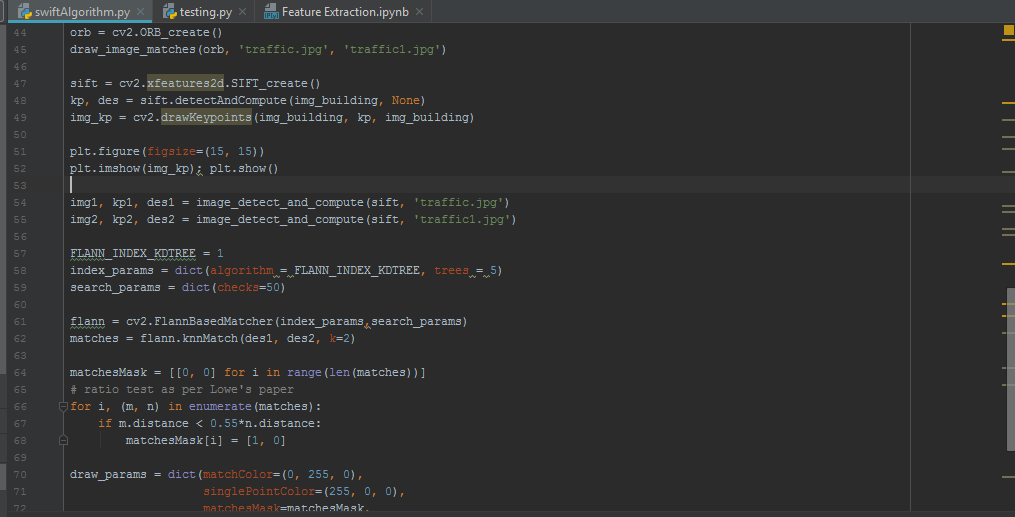 swiftAlgorithm.py × testing.py × Feature Extraction.ipynb ×
44 orb = cv2.ORB_create()
45 draw_image_matches(orb, 'traffic.jpg', 'traffic1.jpg')
46
47 sift = cv2.xfeatures2d.SIFT_create()
48 kp, des = sift.detectAndCompute(img_building, None)
49 img_kp = cv2.drawKeypoints(img_building, kp, img_building)
50
51 plt.figure(figsize=(15, 15))
52 plt.imshow(img_kp); plt.show()
53
54 img1, kp1, des1 = image_detect_and_compute(sift, 'traffic.jpg')
55 img2, kp2, des2 = image_detect_and_compute(sift, 'traffic1.jpg')
56
57 FLANN_INDEX_KDTREE = 1
58 index_params = dict(algorithm = FLANN_INDEX_KDTREE, trees = 5)
59 search_params = dict(checks=50)
60
61 flann = cv2.FlannBasedMatcher(index_params,search_params)
62 matches = flann.knnMatch(des1, des2, k=2)
63
64 matchesMask = [[0, 0] for i in range(len(matches))]
65 # ratio test as per Lowe's paper
66 for i, (m, n) in enumerate(matches):
67 if m.distance < 0.55*n.distance:
68 matchesMask[i] = [1, 0]
69
70 draw_params = dict(matchColor=(0, 255, 0),
71 singlePointColor=(255, 0, 0),
72 matchesMask=matchesMask,